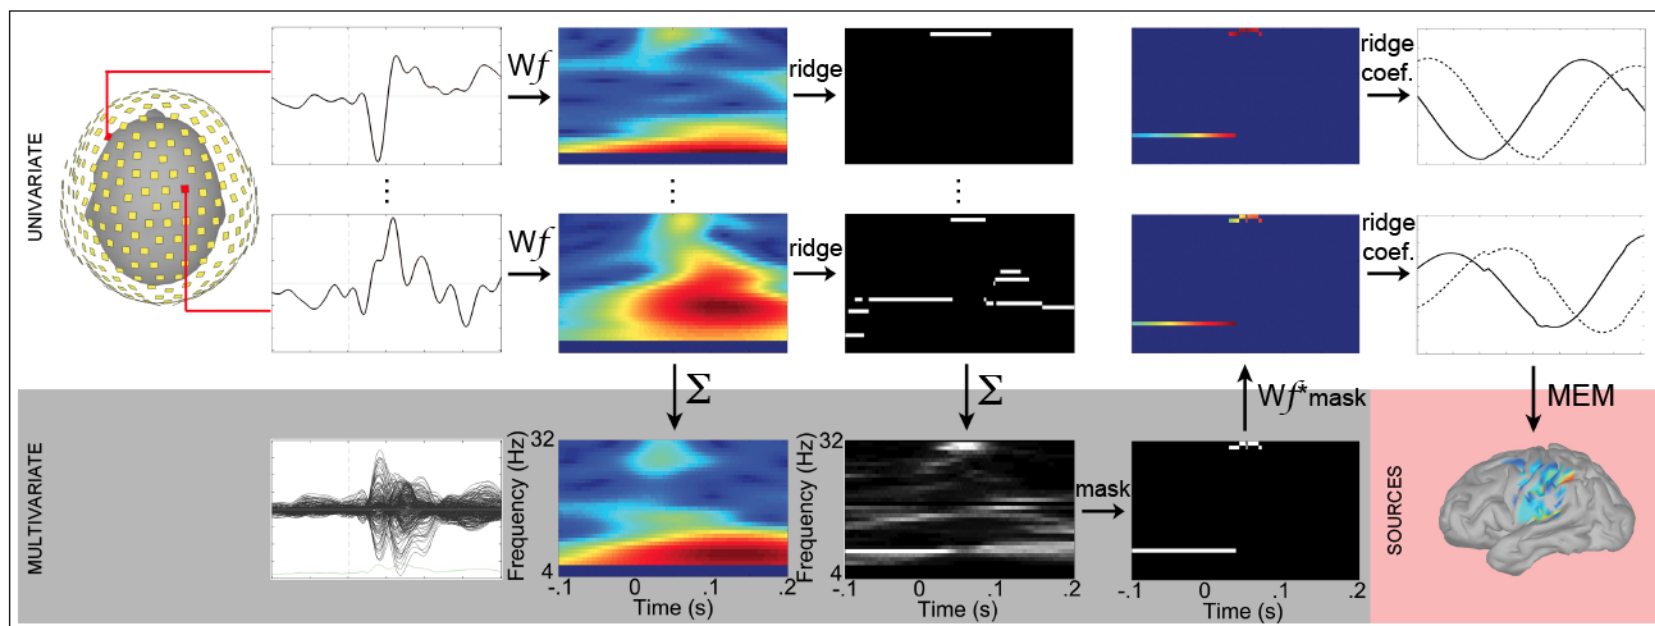 UNIVARIATE
Wf
ridge
ridge
coef.
Wf
ridge
ridge
coef.
Σ
Σ
Wf*mask
MEM
MULTIVARIATE
Frequency (Hz)
32
4
-.1 0 .1 .2
Time (s)
Frequency (Hz)
32
4
-.1 0 .1 .2
Time (s)
mask
-.1 0 .1 .2
Time (s)
SOURCES